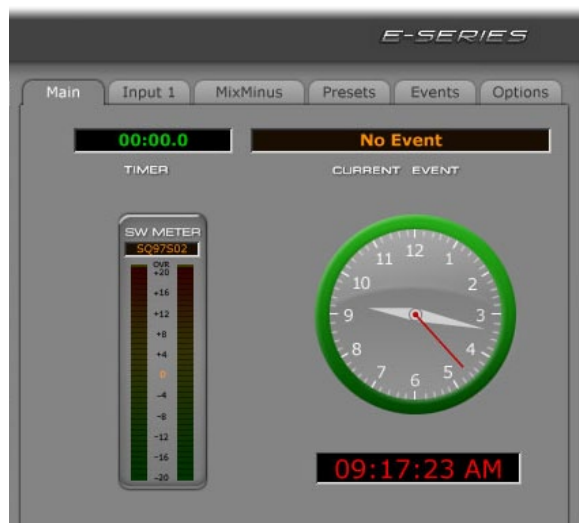 E-SERIES
Main Input 1 MixMinus Presets Events Options
00:00.0 No Event
TIMER CURRENT EVENT
SW METER
SQ97S02
OVR
+20
+16
+12
+8
+4
0
-4
-8
-12
-16
-20
12
1
2
3
4
5
6
7
8
9
10
11
09:17:23 AM